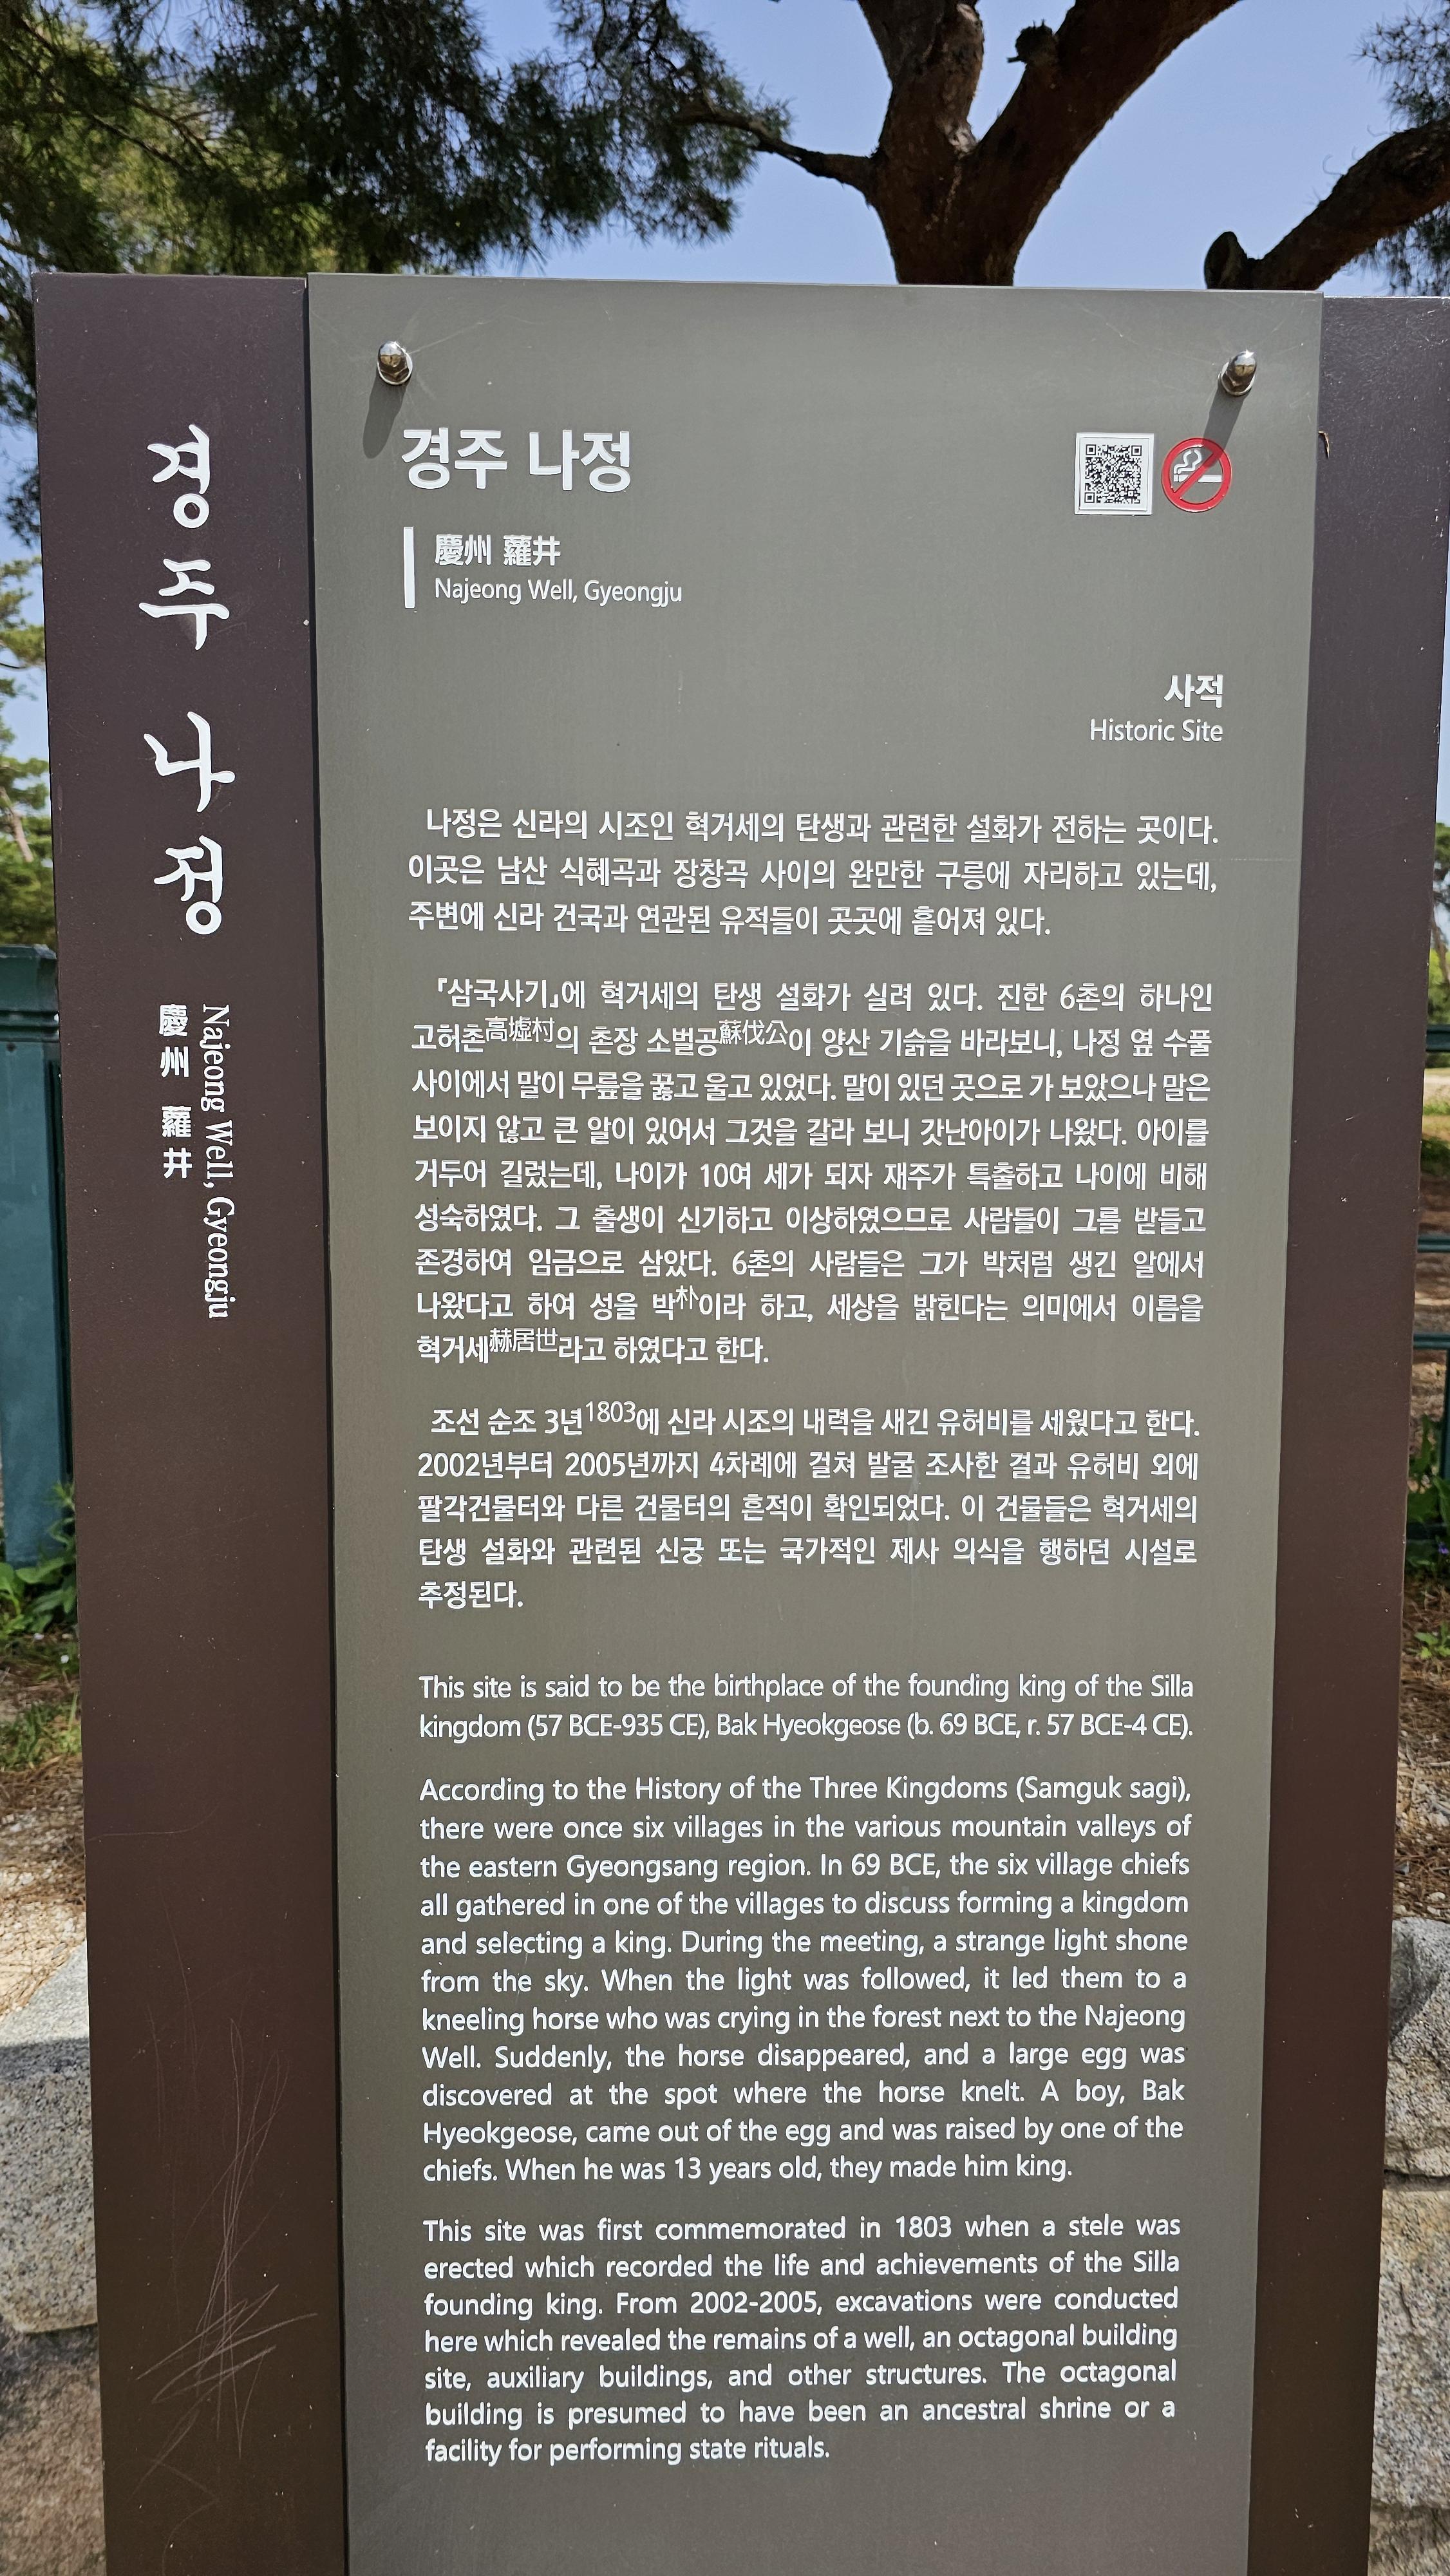 경주 나정
慶州 蘿井
Najeong Well, Gyeongju
경주 나정
慶州 蘿井
Najeong Well, Gyeongju
사적
Historic Site
나정은 신라의 시조인 혁거세의 탄생과 관련한 설화가 전하는 곳이다.
이곳은 남산 식혜곡과 장창곡 사이의 완만한 구릉에 자리하고 있는데,
주변에 신라 건국과 연관된 유적들이 곳곳에 흩어져 있다.
『삼국사기』에 혁거세의 탄생 설화가 실려 있다. 진한 6촌의 하나인
고허촌高墟村의 촌장 소벌공蘇伐公이 양산 기슭을 바라보니, 나정 옆 수풀
사이에서 말이 무릎을 꿇고 울고 있었다. 말이 있던 곳으로 가 보았으나 말은
보이지 않고 큰 알이 있어서 그것을 갈라 보니 갓난아이가 나왔다. 아이를
거두어 길렀는데, 나이가 10여 세가 되자 재주가 특출하고 나이에 비해
성숙하였다. 그 출생이 신기하고 이상하였으므로 사람들이 그를 받들고
존경하여 임금으로 삼았다. 6촌의 사람들은 그가 박처럼 생긴 알에서
나왔다고 하여 성을 박朴이라 하고, 세상을 밝힌다는 의미에서 이름을
혁거세赫居世라고 하였다고 한다.
조선 순조 3년1803에 신라 시조의 내력을 새긴 유허비를 세웠다고 한다.
2002년부터 2005년까지 4차례에 걸쳐 발굴 조사한 결과 유허비 외에
팔각건물터와 다른 건물터의 흔적이 확인되었다. 이 건물들은 혁거세의
탄생 설화와 관련된 신궁 또는 국가적인 제사 의식을 행하던 시설로
추정된다.
This site is said to be the birthplace of the founding king of the Silla
kingdom (57 BCE-935 CE), Bak Hyeokgeose (b. 69 BCE, r. 57 BCE-4 CE).
According to the History of the Three Kingdoms (Samguk sagi),
there were once six villages in the various mountain valleys of
the eastern Gyeongsang region. In 69 BCE, the six village chiefs
all gathered in one of the villages to discuss forming a kingdom
and selecting a king. During the meeting, a strange light shone
from the sky. When the light was followed, it led them to a
kneeling horse who was crying in the forest next to the Najeong
Well. Suddenly, the horse disappeared, and a large egg was
discovered at the spot where the horse knelt. A boy, Bak
Hyeokgeose, came out of the egg and was raised by one of the
chiefs. When he was 13 years old, they made him king.
This site was first commemorated in 1803 when a stele was
erected which recorded the life and achievements of the Silla
founding king. From 2002-2005, excavations were conducted
here which revealed the remains of a well, an octagonal building
site, auxiliary buildings, and other structures. The octagonal
building is presumed to have been an ancestral shrine or a
facility for performing state rituals.